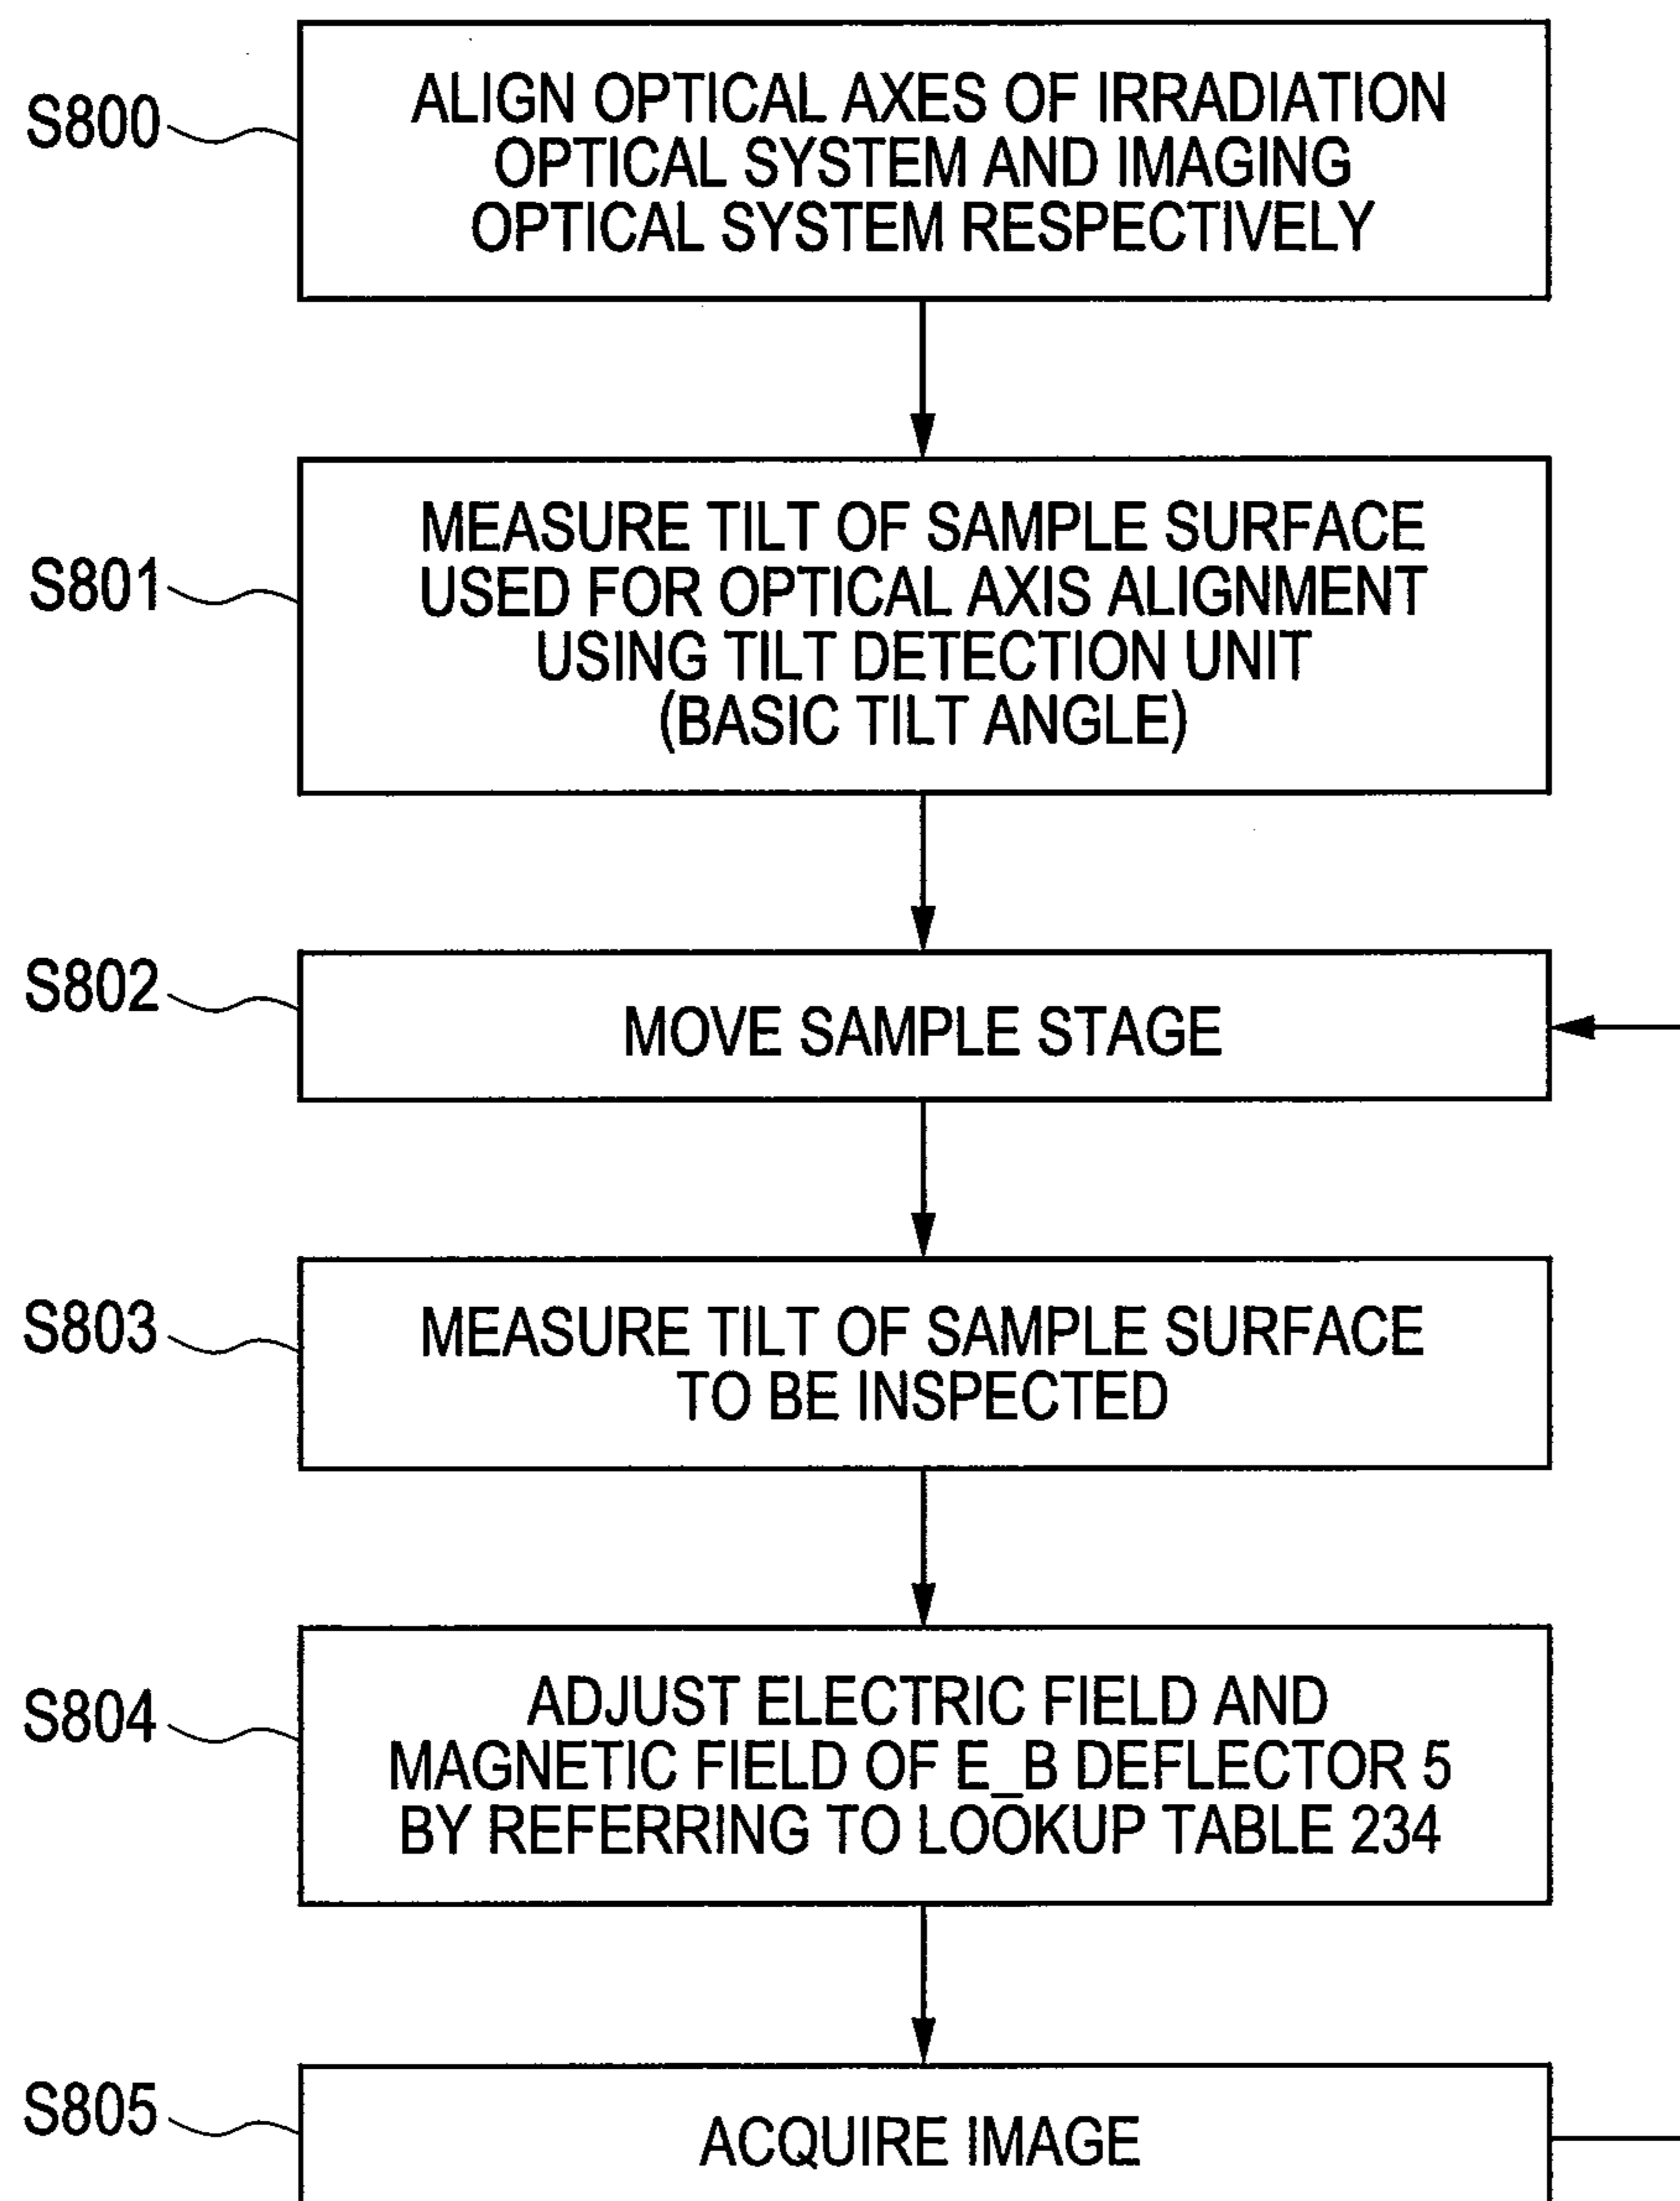 S800
ALIGN OPTICAL AXES OF IRRADIATION
OPTICAL SYSTEM AND IMAGING
OPTICAL SYSTEM RESPECTIVELY
S801
MEASURE TILT OF SAMPLE SURFACE
USED FOR OPTICAL AXIS ALIGNMENT
USING TILT DETECTION UNIT
(BASIC TILT ANGLE)
S802
MOVE SAMPLE STAGE
S803
MEASURE TILT OF SAMPLE SURFACE
TO BE INSPECTED
S804
ADJUST ELECTRIC FIELD AND
MAGNETIC FIELD OF E_B DEFLECTOR 5
BY REFERRING TO LOOKUP TABLE 234
S805
ACQUIRE IMAGE